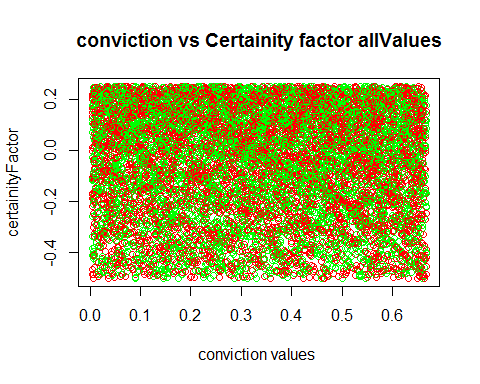 conviction vs Certainity factor allValues
certainityFactor
0.2
0.0
-0.2
-0.4
0.0 0.1 0.2 0.3 0.4 0.5 0.6
conviction values